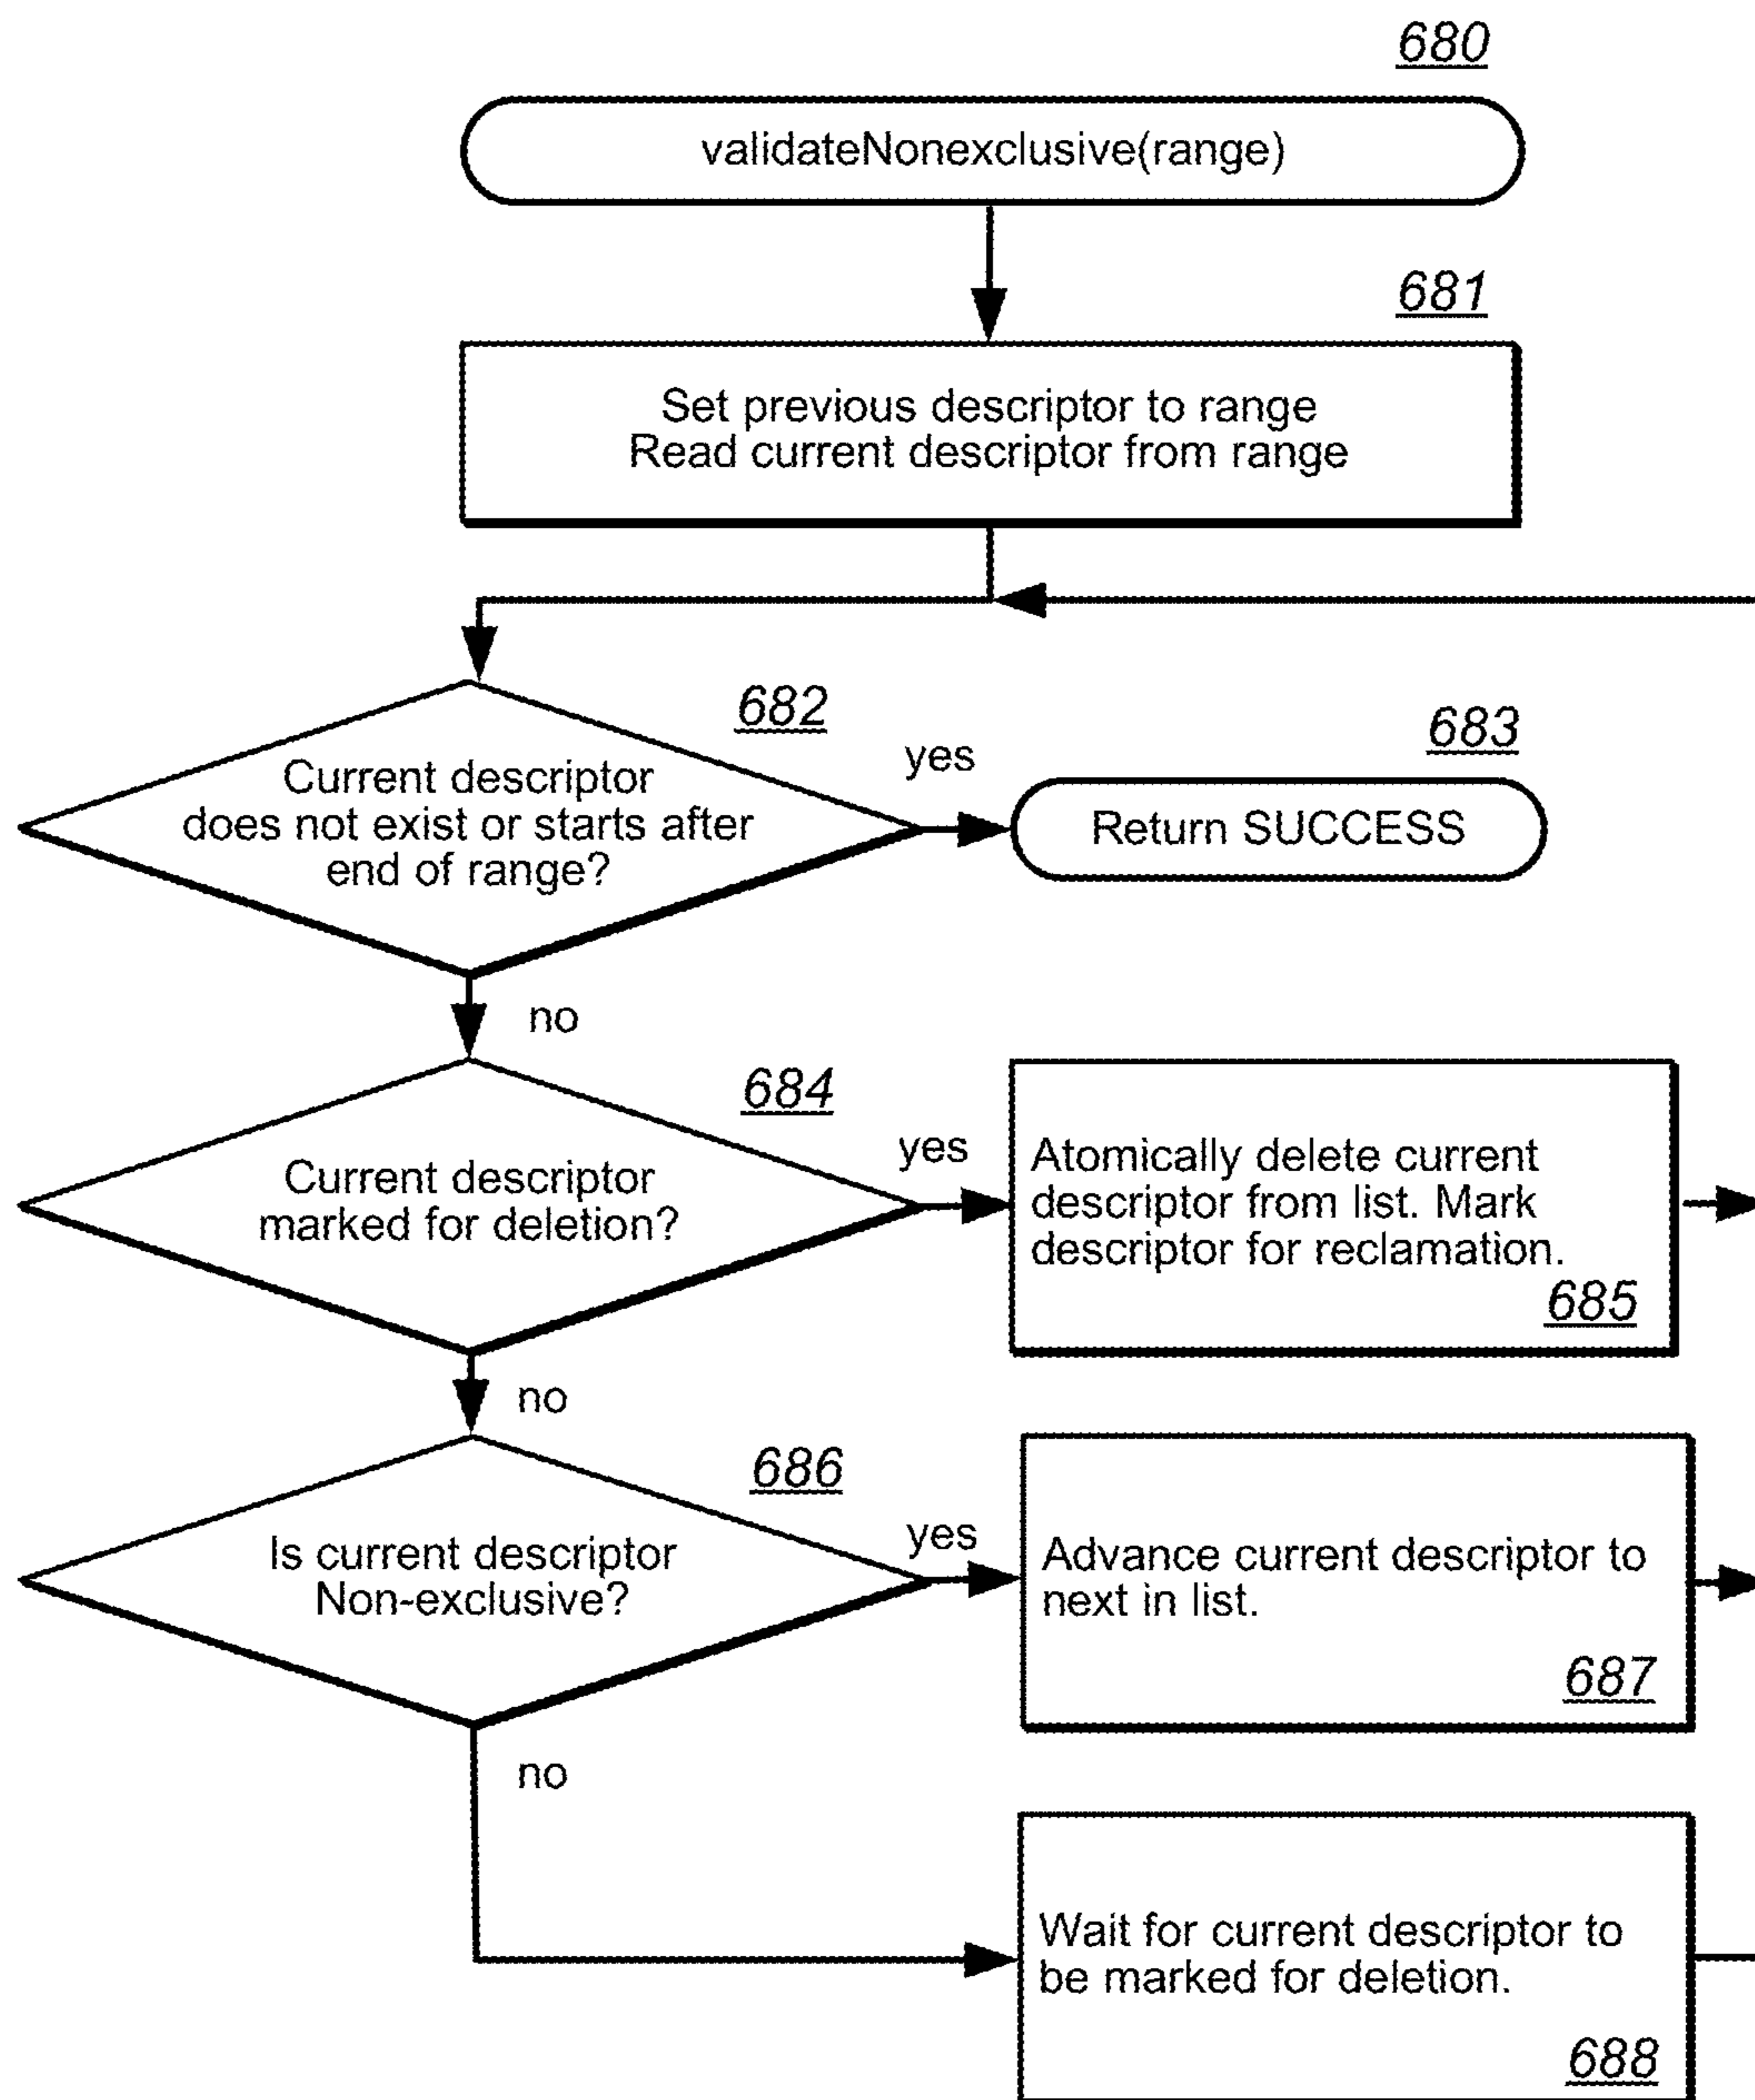 680
validateNonexclusive(range)
681
Set previous descriptor to range
Read current descriptor from range
682
Current descriptor
does not exist or starts after
end of range?
yes
683
Return SUCCESS
no
684
Current descriptor
marked for deletion?
yes
Atomically delete current
descriptor from list. Mark
descriptor for reclamation.
685
no
686
Is current descriptor
Non-exclusive?
yes
Advance current descriptor to
next in list.
687
no
Wait for current descriptor to
be marked for deletion.
688